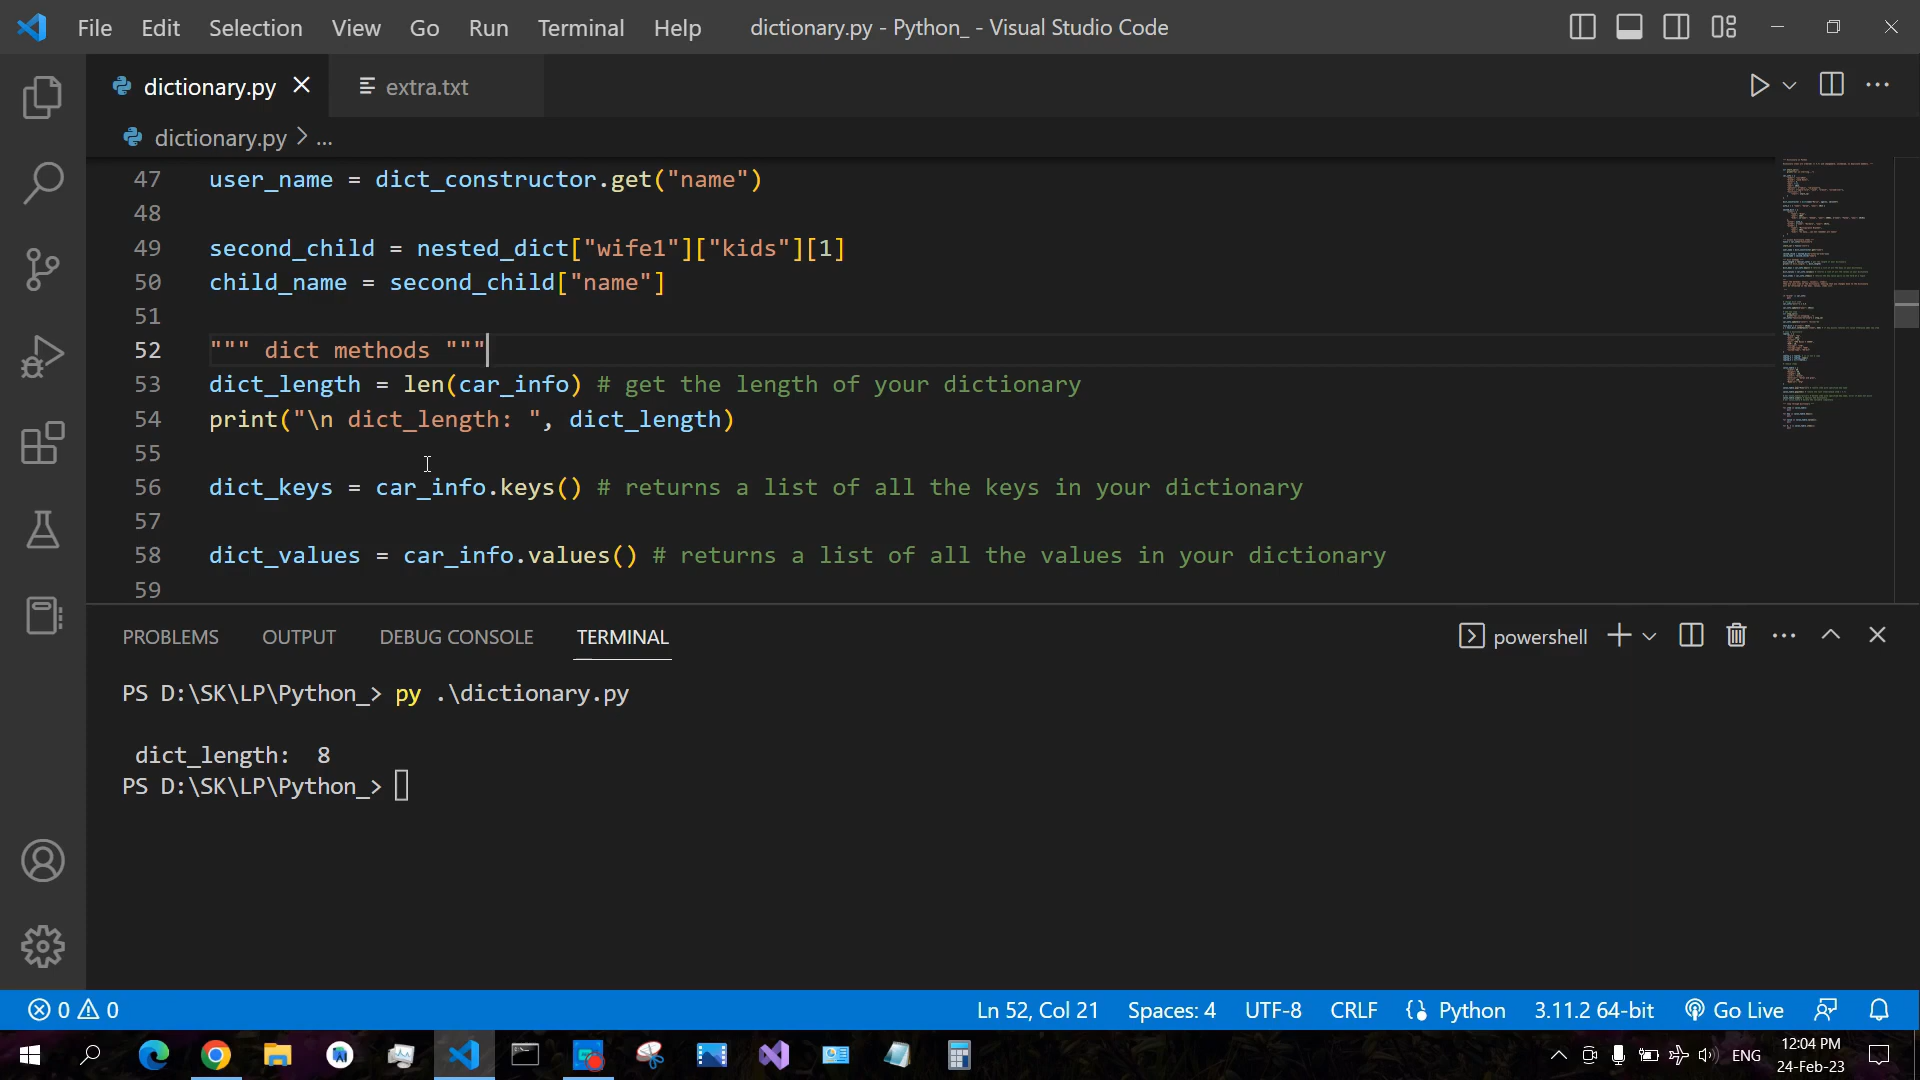 File Edit Selection View Go Run Terminal Help dictionary.py - Python_ - Visual Studio Code
dictionary.py extra.txt
dictionary.py > ...
47 user_name = dict_constructor.get("name")
48
49 second_child = nested_dict["wife1"]["kids"][1]
50 child_name = second_child["name"]
51
52 """ dict methods """
53 dict_length = len(car_info) # get the length of your dictionary
54 print("\n dict_length: ", dict_length)
55
56 dict_keys = car_info.keys() # returns a list of all the keys in your dictionary
57
58 dict_values = car_info.values() # returns a list of all the values in your dictionary
59
PROBLEMS OUTPUT DEBUG CONSOLE TERMINAL powershell
PS D:\SK\LP\Python_> py .\dictionary.py
dict_length:  8
PS D:\SK\LP\Python_>
0 0 Ln 52, Col 21 Spaces: 4 UTF-8 CRLF Python 3.11.2 64-bit Go Live
ENG 12:04 PM
24-Feb-23